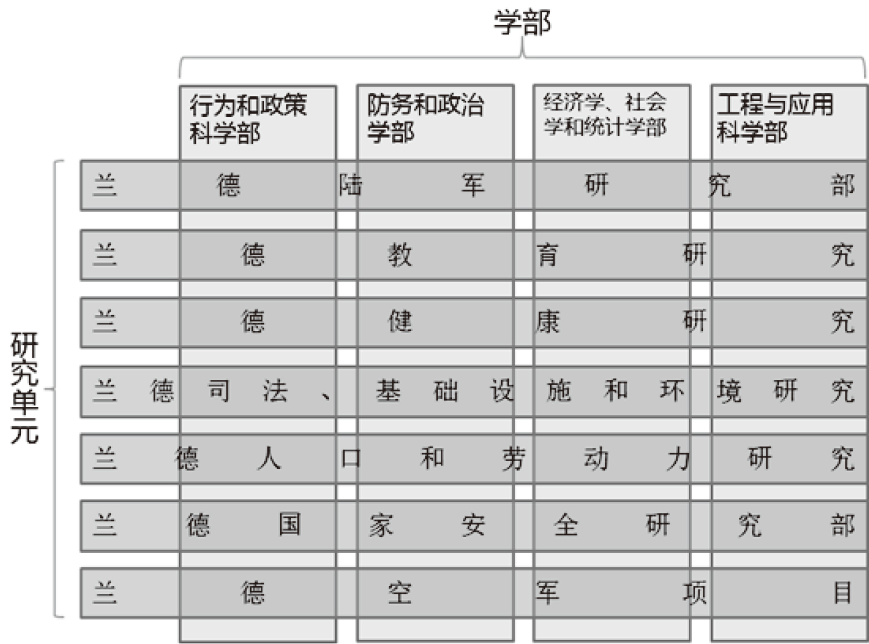 学部
行为和政策
科学部
防务和政治
学部
经济学、社会
学和统计学部
工程与应用
科学部
研究单元
兰德陆军研究部
兰德教育研究
兰德健康研究
兰德司法、基础设施和环境研究
兰德人口和劳动力研究
兰德国家安全研究部
兰德空军项目